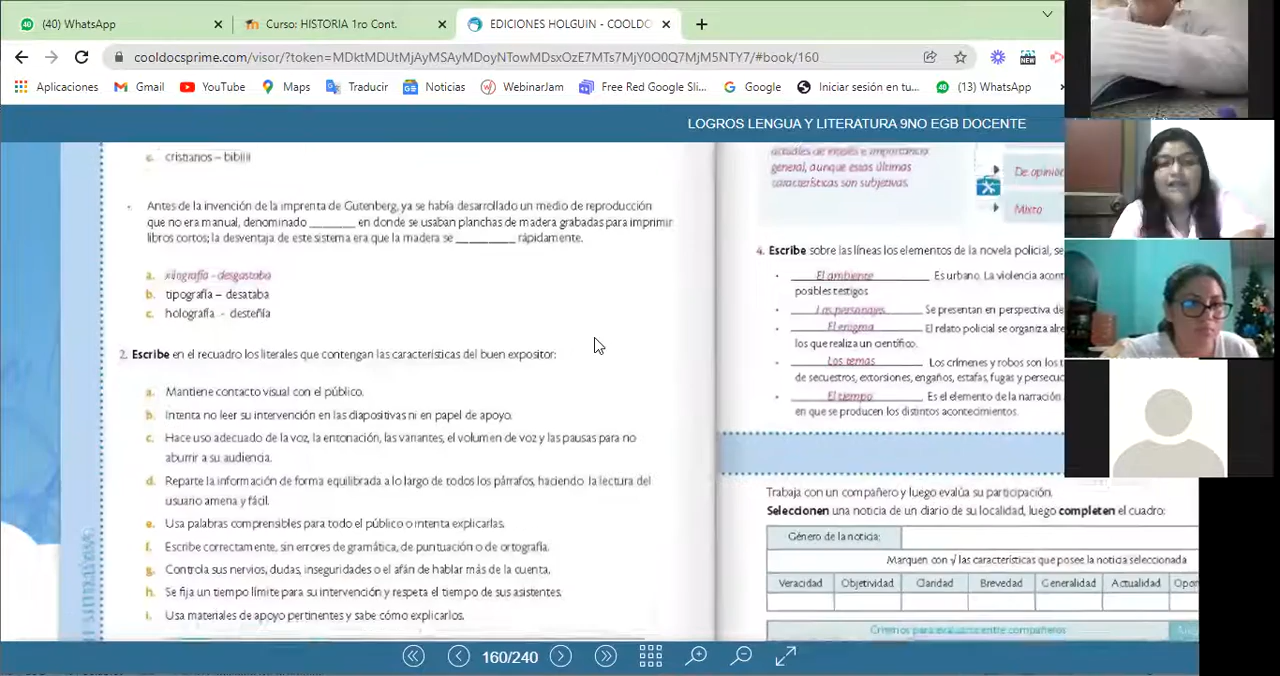 (40) WhatsApp
Curso: HISTORIA 1ro Cont.
EDICIONES HOLGUIN - COOLDO
cooldocsprime.com/visor/?token=MDktMDUtMjAyMSAyMDoyNTowMDsxOzE7MTs7MjY0O0Q7MjM5NTY7/#book/160
Aplicaciones
Gmail
YouTube
Maps
Traducir
Noticias
WebinarJam
Free Red Google Sli...
Google
Iniciar sesión en tu...
(13) WhatsApp
LOGROS LENGUA Y LITERATURA 9NO EGB DOCENTE
c. cristianos – bibliii
Antes de la invención de la imprenta de Gutenberg, ya se había desarrollado un medio de reproducción
que no era manual, denominado ________ en donde se usaban planchas de madera grabadas para imprimir
libros cortos; la desventaja de este sistema era que la madera se __________ rápidamente.
a. xilografía - desgastaba
b. tipografía – desataba
c. holografía - desteñía
2. Escribe en el recuadro los literales que contengan las características del buen expositor:
a. Mantiene contacto visual con el público.
b. Intenta no leer su intervención en las diapositivas ni en papel de apoyo.
c. Hace uso adecuado de la voz, la entonación, las variantes, el volumen de voz y las pausas para no
aburrir a su audiencia.
d. Reparte la información de forma equilibrada a lo largo de todos los párrafos, haciendo la lectura del
usuario amena y fácil.
e. Usa palabras comprensibles para todo el público o intenta explicarlas.
f. Escribe correctamente, sin errores de gramática, de puntuación o de ortografía.
g. Controla sus nervios, dudas, inseguridades o el afán de hablar más de la cuenta.
h. Se fija un tiempo límite para su intervención y respeta el tiempo de sus asistentes.
i. Usa materiales de apoyo pertinentes y sabe cómo explicarlos.
actuales de interés e importancia
general, aunque estas últimas
características son subjetivas.
De opinión
Mixto
4. Escribe sobre las líneas los elementos de la novela policial, se
El ambiente Es urbano. La violencia acont
posibles testigos
Los personajes Se presentan en perspectiva de
El enigma El relato policial se organiza alre
los que realiza un científico.
Los temas Los crímenes y robos son los t
de secuestros, extorsiones, engaños, estafas, fugas y persecuc
El tiempo Es el elemento de la narración
en que se producen los distintos acontecimientos.
Trabaja con un compañero y luego evalúa su participación.
Seleccionen una noticia de un diario de su localidad, luego completen el cuadro:
Género de la noticia:
Marquen con √ las características que posee la noticia seleccionada
Veracidad Objetividad Claridad Brevedad Generalidad Actualidad Opor
Criterios para evaluar entre compañeros
160/240